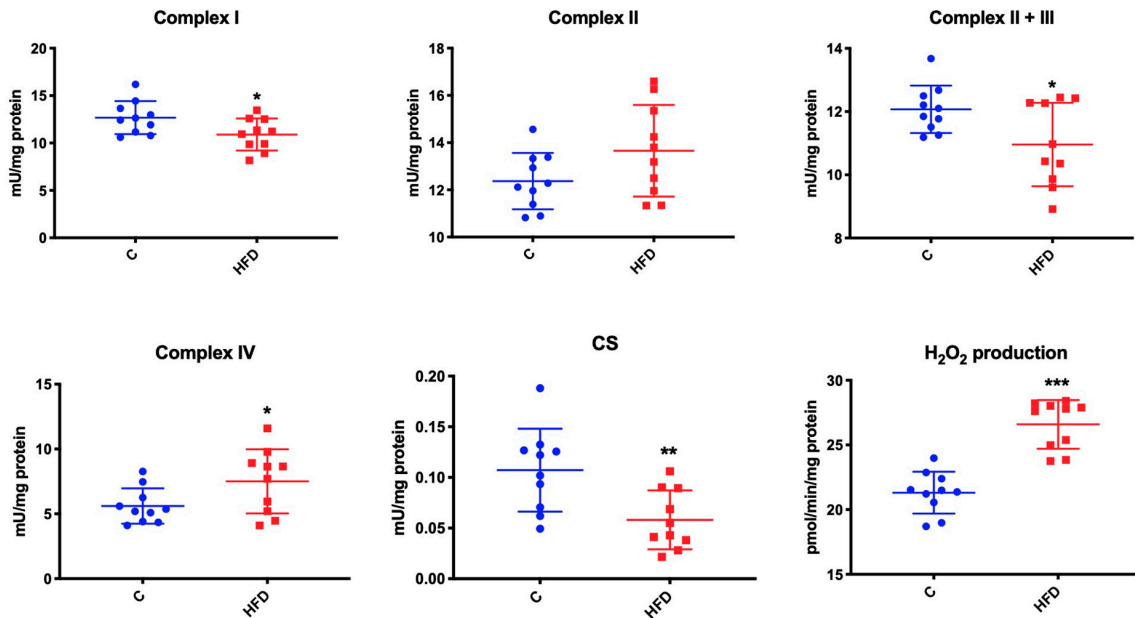 Complex I
mU/mg protein
20
15
10
5
0
*
C
HFD
Complex II
mU/mg protein
18
16
14
12
10
C
HFD
Complex II + III
mU/mg protein
14
12
10
8
*
C
HFD
Complex IV
mU/mg protein
15
10
5
0
*
C
HFD
CS
mU/mg protein
0.20
0.15
0.10
0.05
0.00
**
C
HFD
H₂O₂ production
pmol/min/mg protein
30
25
20
15
***
C
HFD